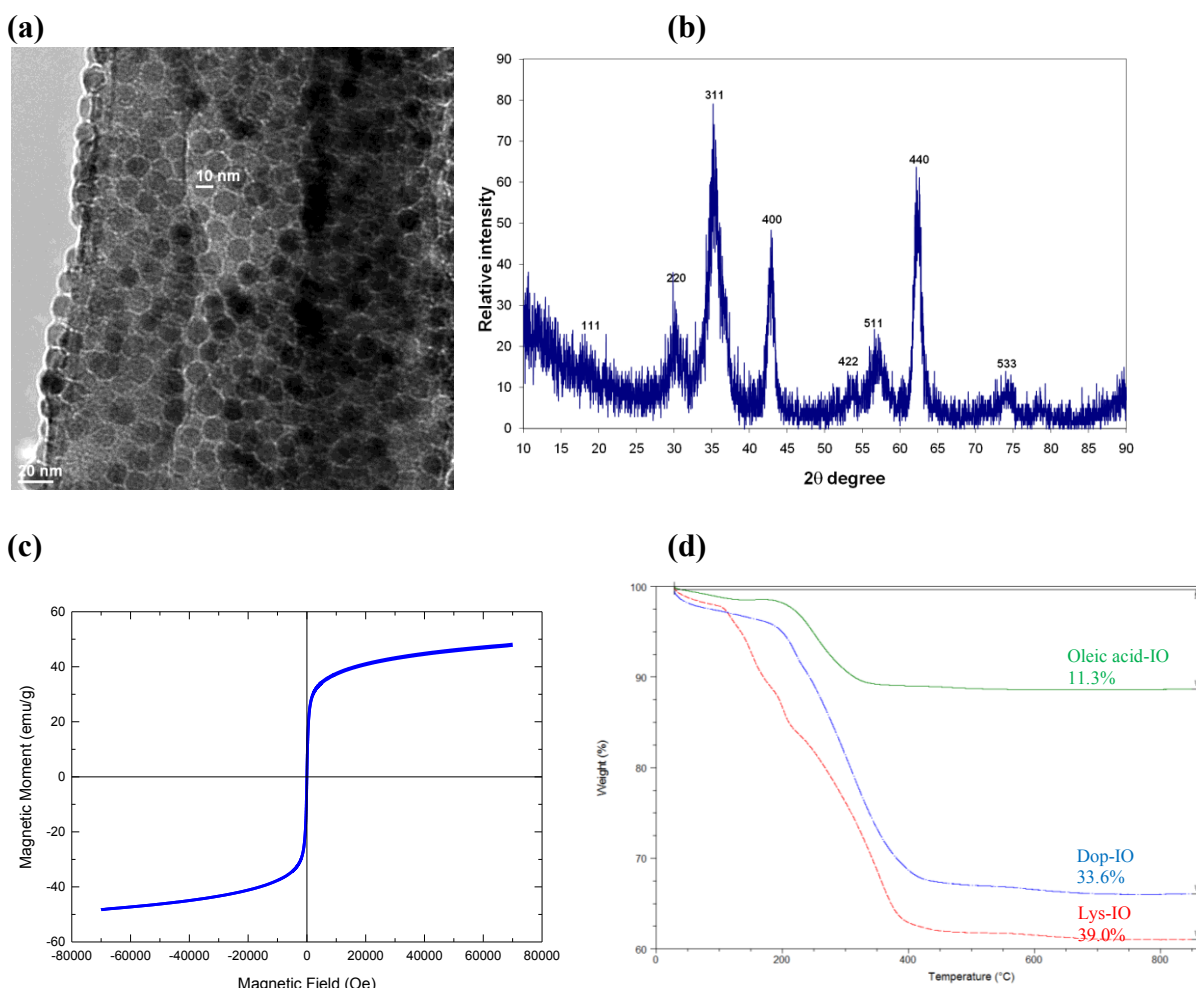 (a)
10 nm
20 nm
(b)
Relative intensity
90
80
70
60
50
40
30
20
10
0
111
220
311
400
422
511
440
533
10 15 20 25 30 35 40 45 50 55 60 65 70 75 80 85 90
2θ degree
(c)
Magnetic Moment (emu/g)
60
40
20
0
-20
-40
-60
-80000 -60000 -40000 -20000 0 20000 40000 60000 80000
Magnetic Field (Oe)
(d)
Weight (%)
100
90
80
70
60
Oleic acid-IO
11.3%
Dop-IO
33.6%
Lys-IO
39.0%
0 200 400 600 800
Temperature (°C)